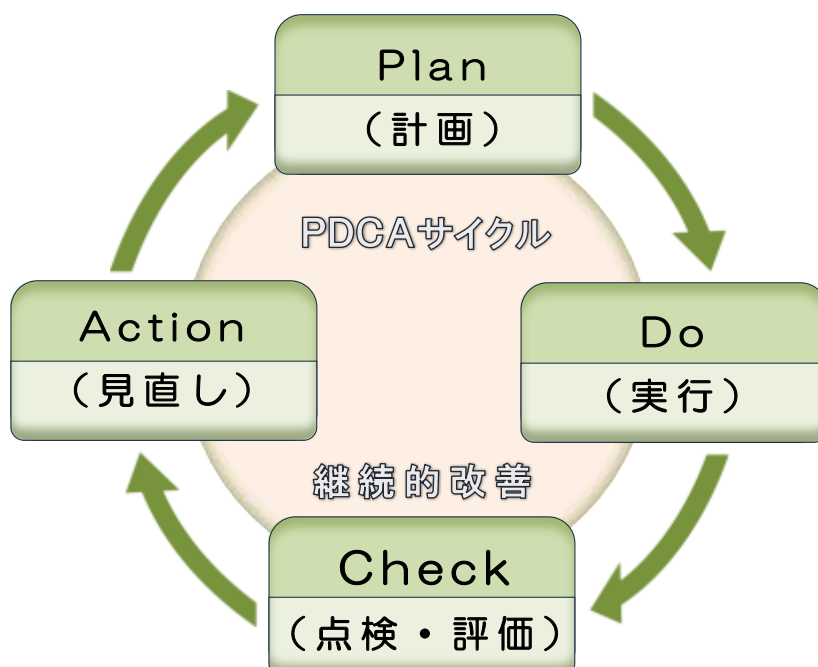 Plan
（計画）
PDCAサイクル
Action
（見直し）
Do
（実行）
継続的改善
Check
（点検・評価）